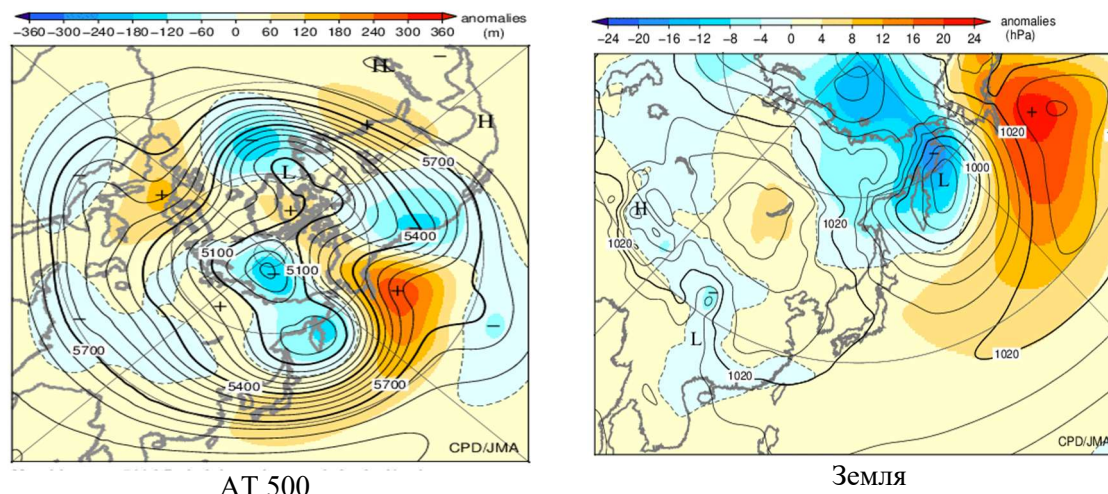 anomalies
−360−300−240−180−120 −60 0 60 120 180 240 300 360 (m)
H
−
H
+
5700
−
L
−
+
+
5400
−
5100
5100
−
+
+
−
−
5700
5400
5700
CPD/JMA
АТ 500
anomalies
−24 −20 −16 −12 −8 −4 0 4 8 12 16 20 24 (hPa)
+
1020
−
1000
L
H
1020
1020
−
L
1020
1020
1020
CPD/JMA
Земля